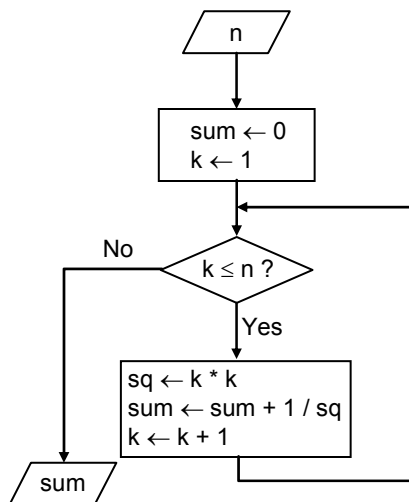 n
sum ← 0
k ← 1
No
k ≤ n ?
Yes
sq ← k * k
sum ← sum + 1 / sq
k ← k + 1
sum